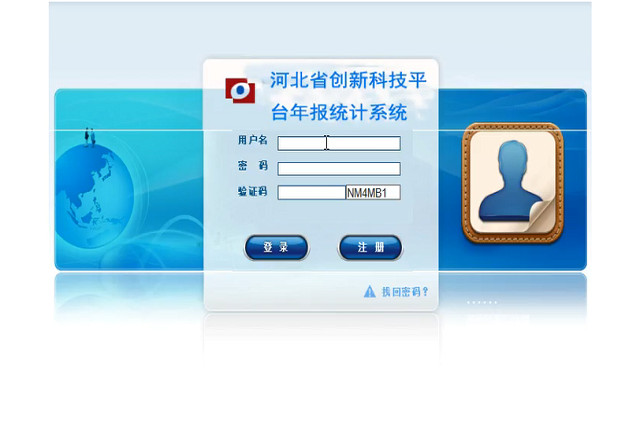 河北省创新科技平
台年报统计系统
用户名
密 码
验证码 NM4MB1
登 录 注 册
找回密码?